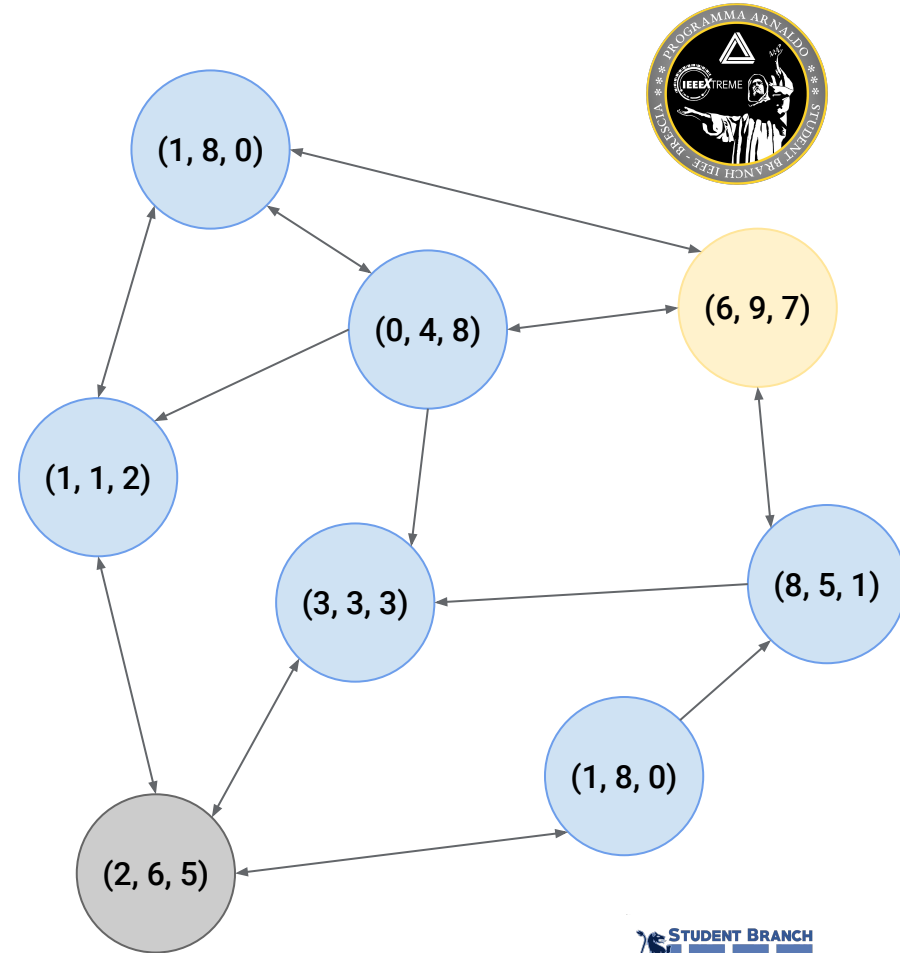 PROGRAMMA ARNALDO
*** STUDENT BRANCH IEEE - BRESCIA ***
IEEEXTREME
(1, 8, 0)
(6, 9, 7)
(0, 4, 8)
(1, 1, 2)
(8, 5, 1)
(3, 3, 3)
(1, 8, 0)
(2, 6, 5)
STUDENT BRANCH